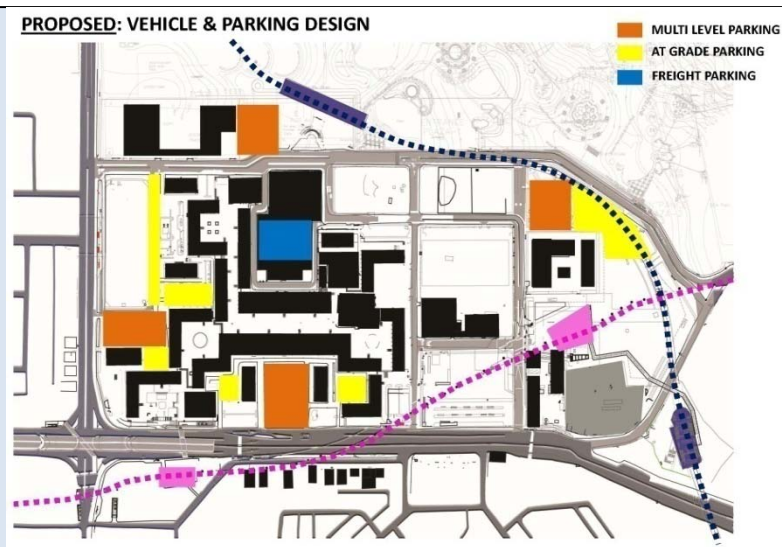 PROPOSED: VEHICLE & PARKING DESIGN
MULTI LEVEL PARKING
AT GRADE PARKING
FREIGHT PARKING